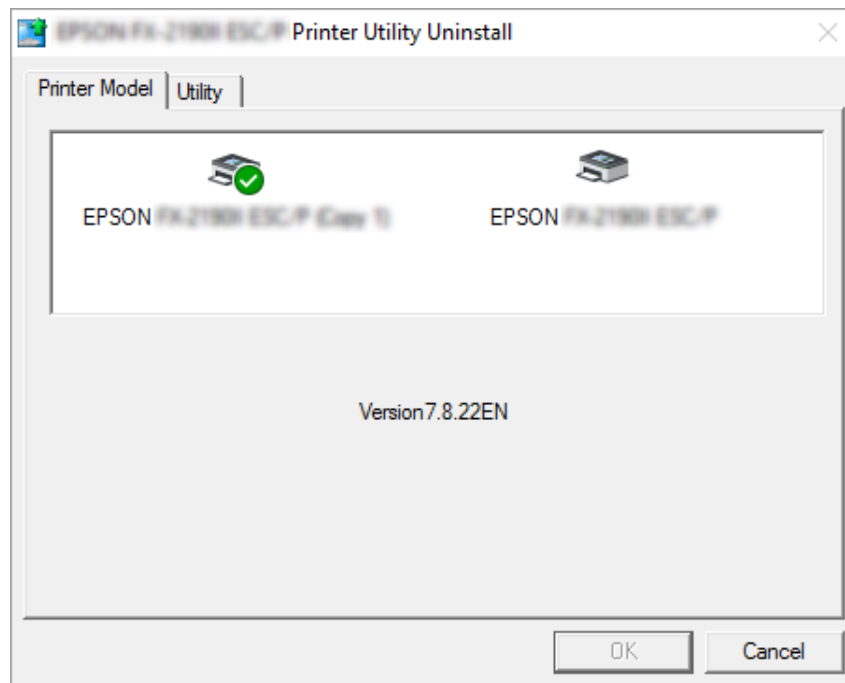 Printer Utility Uninstall
Printer Model
Utility
EPSON
EPSON
Version7.8.22EN
OK
Cancel